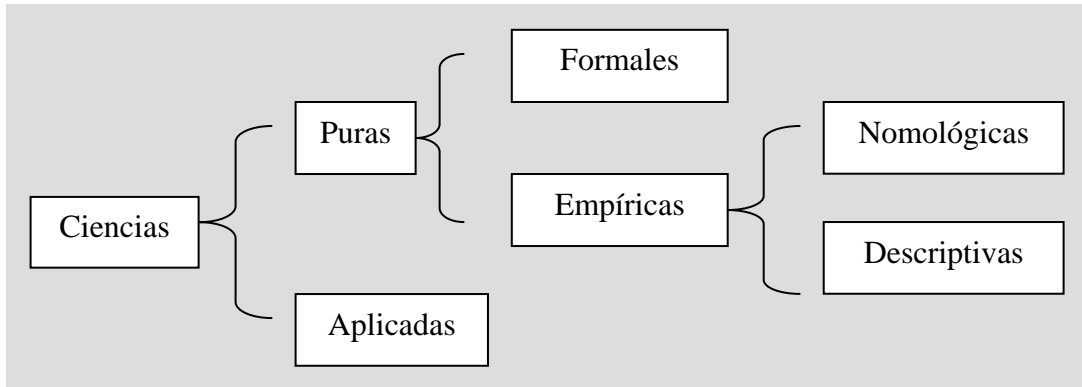 Formales
Puras
Nomológicas
Empíricas
Ciencias
Descriptivas
Aplicadas